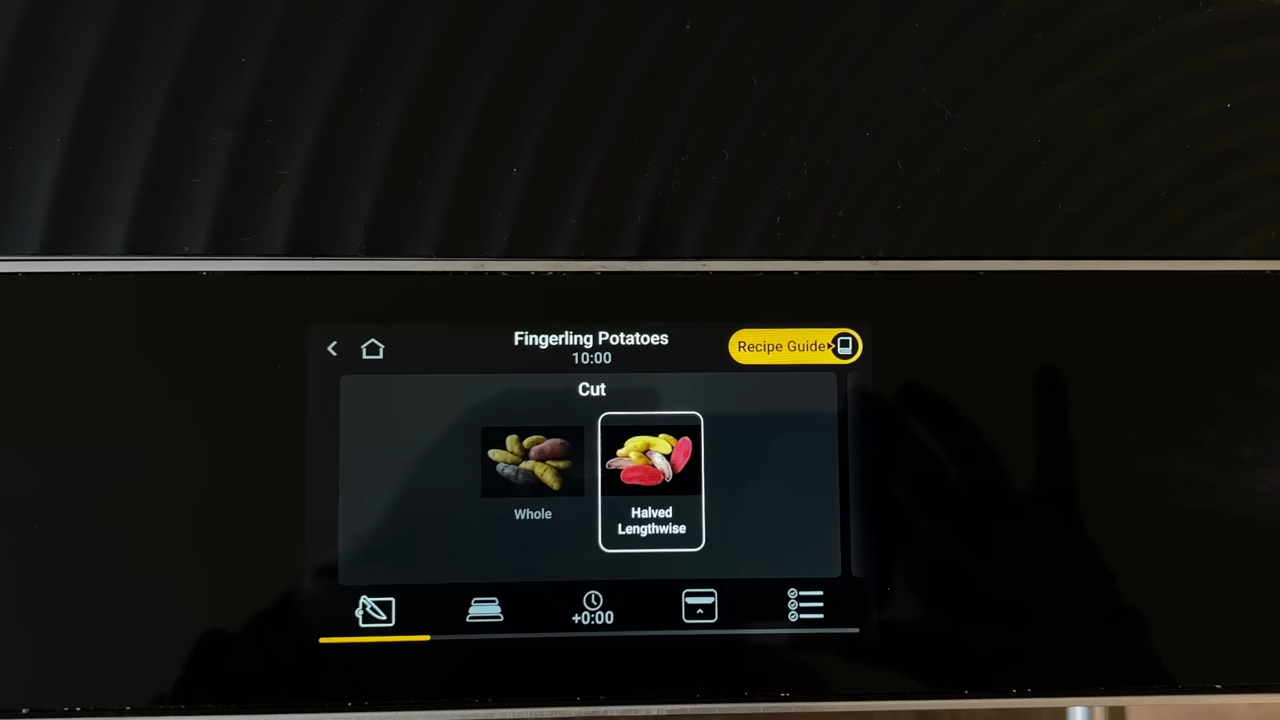 Fingerling Potatoes
10:00
Recipe Guide
Cut
Whole
Halved
Lengthwise
+0:00